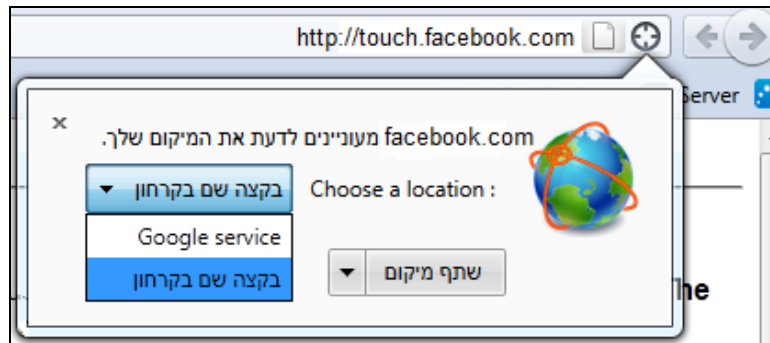 http://touch.facebook.com
Server
facebook.com מעוניינים לדעת את המיקום שלך.
Choose a location :
בקצה שם בקרחון
Google service
בקצה שם בקרחון
שתף מיקום